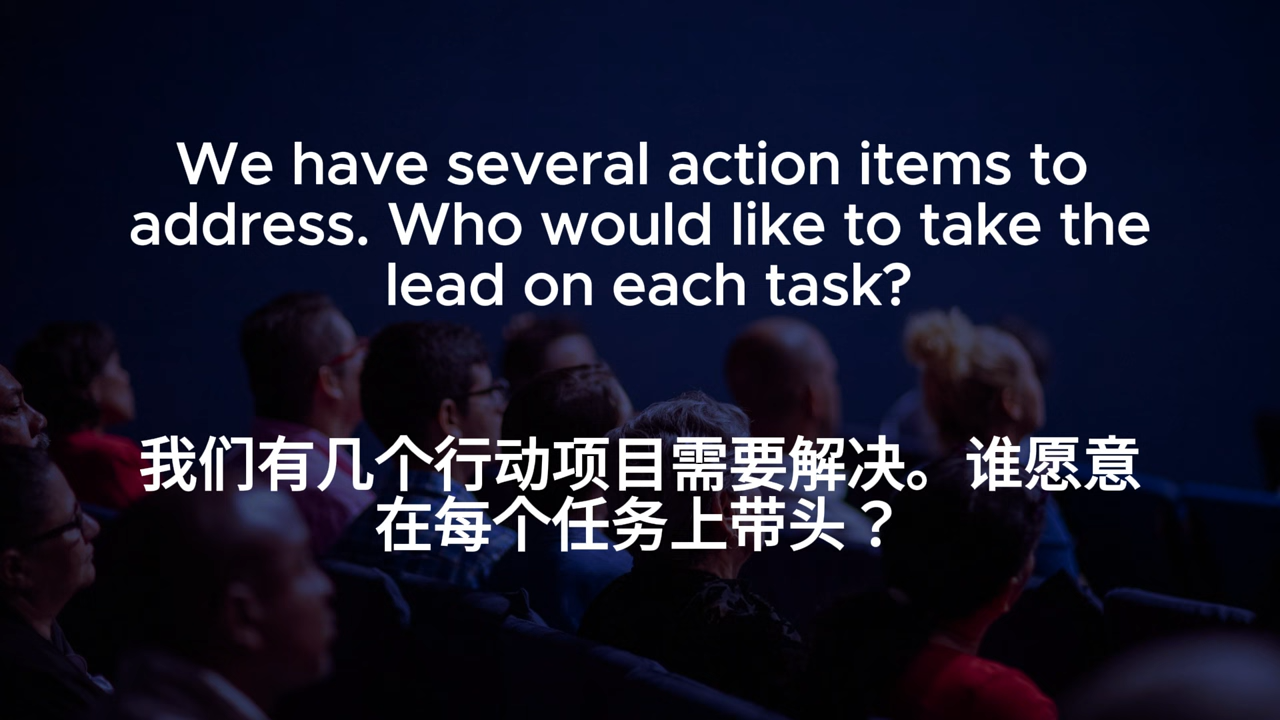 We have several action items to
address. Who would like to take the
lead on each task?
我们有几个行动项目需要解决。谁愿意
在每个任务上带头？